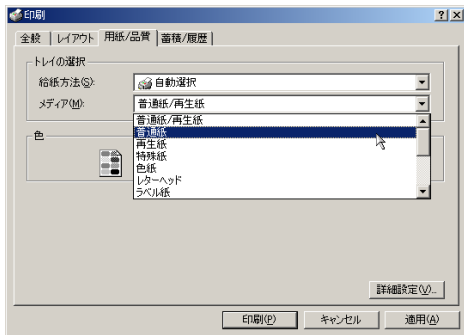 印刷
全般 レイアウト 用紙/品質 蓄積/履歴
トレイの選択
給紙方法(S): 自動選択
メディア(M): 普通紙/再生紙
普通紙/再生紙
普通紙
色
再生紙
特殊紙
色紙
レターヘッド
ラベル紙
詳細設定(V)...
印刷(P) キャンセル 適用(A)